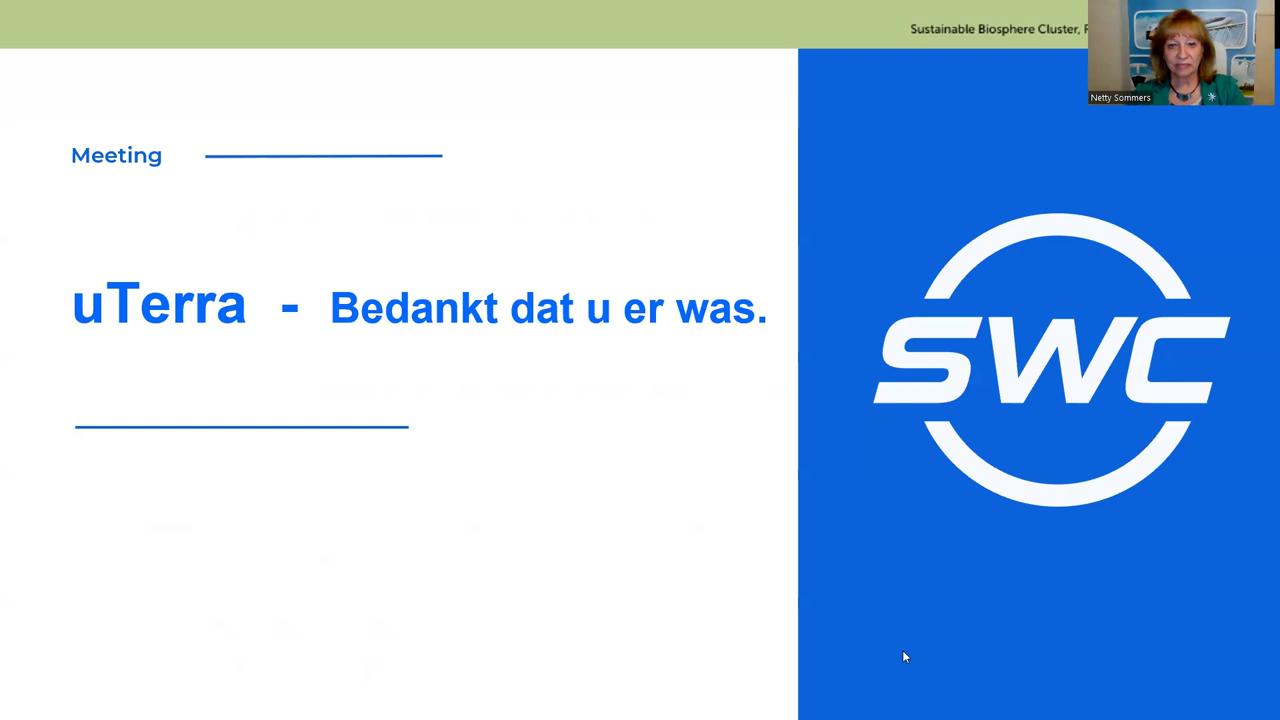 Sustainable Biosphere Cluster,
Netty Sommers
Meeting
uTerra - Bedankt dat u er was.
SWC